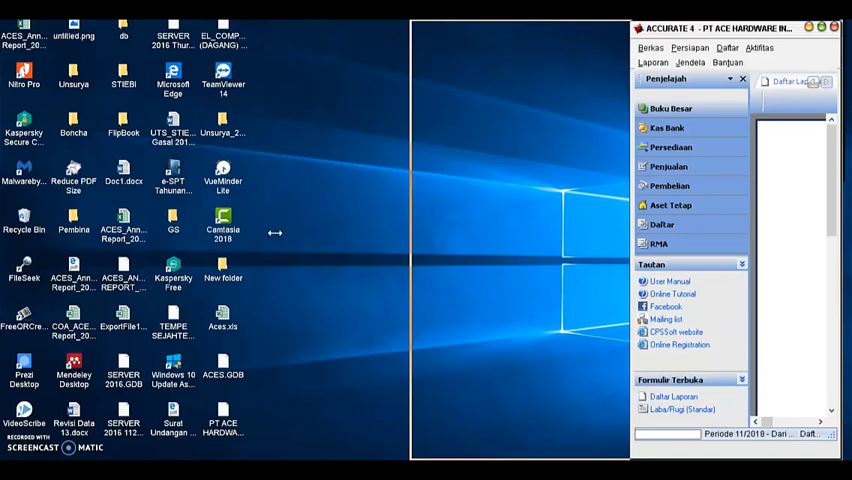 ACES_Ann...
Report_20...
untitled.png
db
SERVER
2016 Thur...
EL_COMP...
(DAGANG)...
Nitro Pro
Unsurya
STIEBI
Microsoft
Edge
TeamViewer
14
Kaspersky
Secure C...
Boncha
FlipBook
UTS_STIE...
Gasal 201...
Unsurya_2...
Malwareby...
Reduce PDF
Size
Doc1.docx
e-SPT
Tahunan...
VueMinder
Lite
Recycle Bin
Pembina
ACES_Ann...
Report_20...
GS
Camtasia
2018
FileSeek
ACES_Ann...
Report_20...
ACES_AN...
REPORT_...
Kaspersky
Free
New folder
FreeQRCre...
COA_ACE...
Report_20...
ExportFile1...
TEMPE
SEJAHTE...
Aces.xls
Prezi
Desktop
Mendeley
Desktop
SERVER
2016.GDB
Windows 10
Update As...
ACES.GDB
VideoScribe
Revisi Data
13.docx
SERVER
2016 112...
Surat
Undangan ...
PT ACE
HARDWA...
RECORDED WITH
SCREENCAST MATIC
ACCURATE 4 - PT ACE HARDWARE IN...
Berkas Persiapan Daftar Aktifitas
Laporan Jendela Bantuan
Penjelajah
Buku Besar
Kas Bank
Persediaan
Penjualan
Pembelian
Aset Tetap
Daftar
RMA
Tautan
User Manual
Online Tutorial
Facebook
Mailing list
CPSSoft website
Online Registration
Formulir Terbuka
Daftar Laporan
Laba/Rugi (Standar)
Periode 11/2018 - Dari ... Daft...